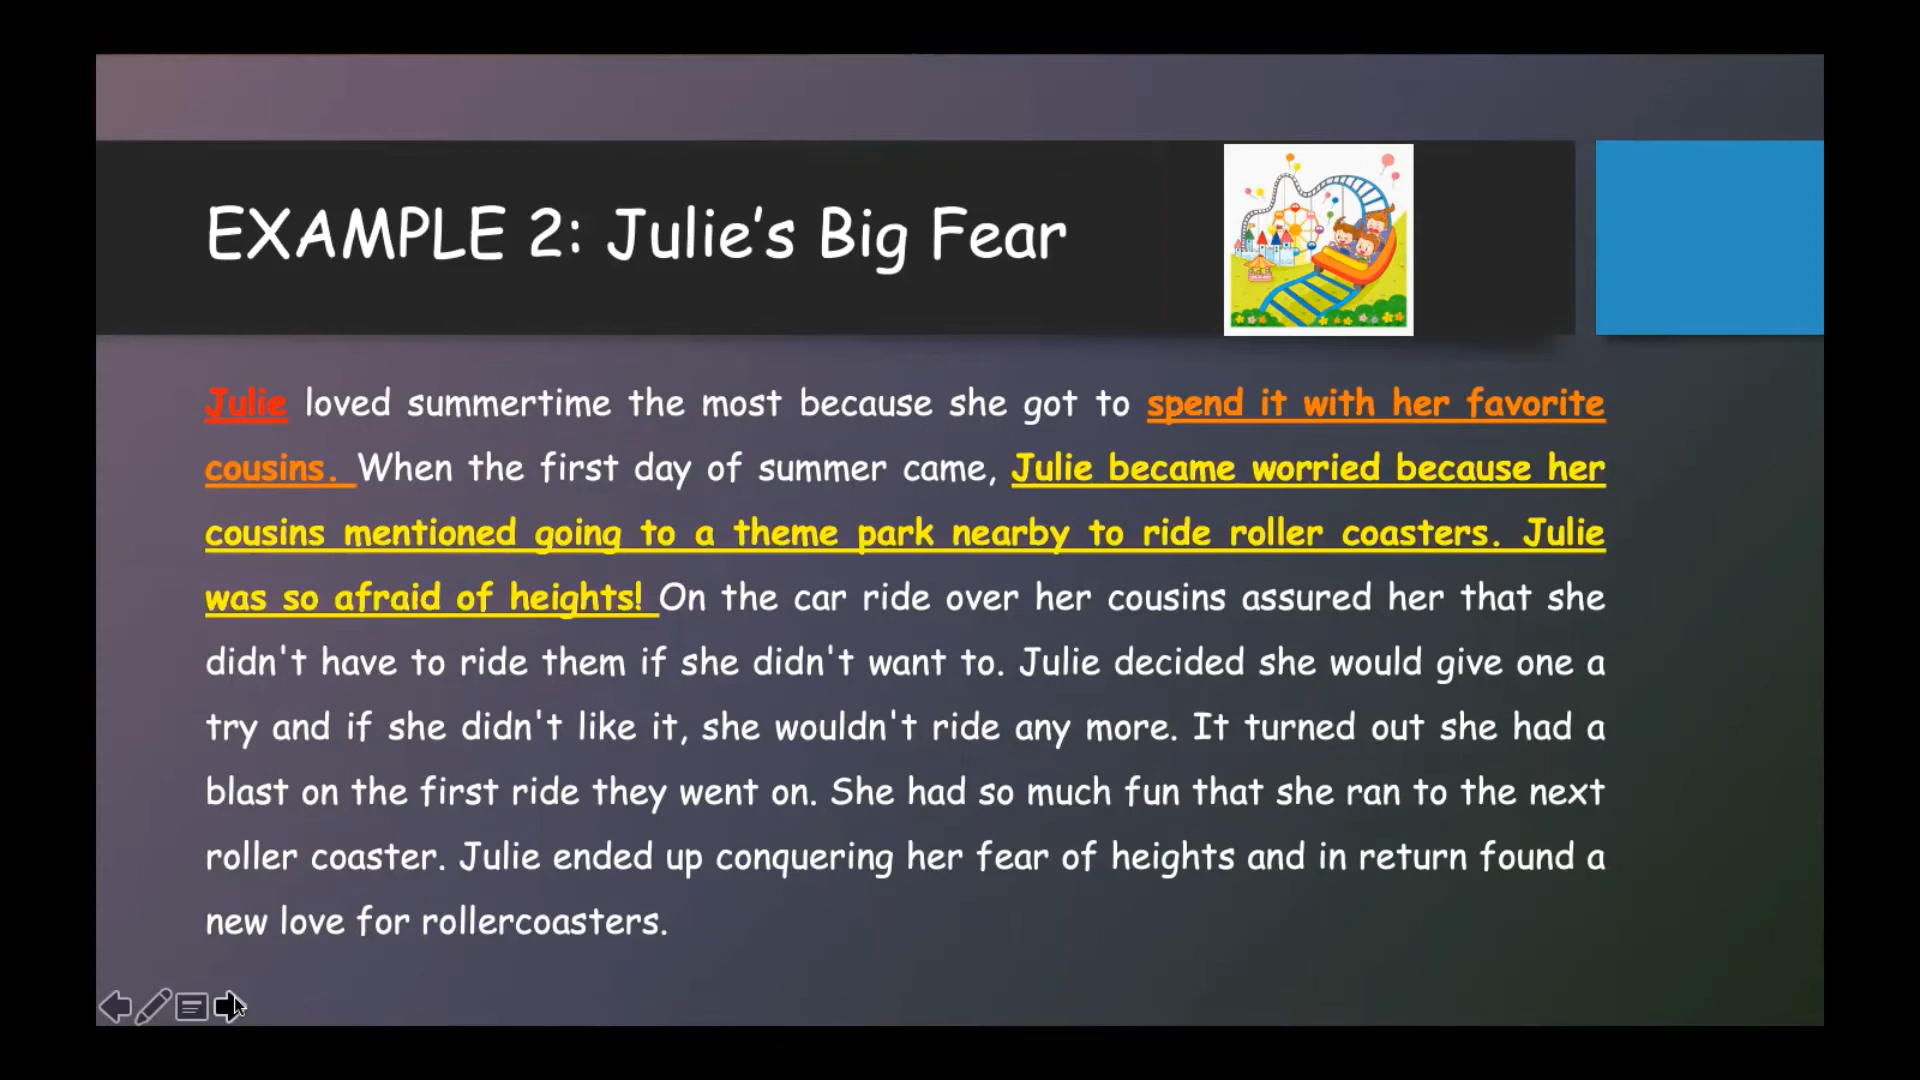 EXAMPLE 2: Julie's Big Fear
Julie loved summertime the most because she got to spend it with her favorite
cousins. When the first day of summer came, Julie became worried because her
cousins mentioned going to a theme park nearby to ride roller coasters. Julie
was so afraid of heights! On the car ride over her cousins assured her that she
didn't have to ride them if she didn't want to. Julie decided she would give one a
try and if she didn't like it, she wouldn't ride any more. It turned out she had a
blast on the first ride they went on. She had so much fun that she ran to the next
roller coaster. Julie ended up conquering her fear of heights and in return found a
new love for rollercoasters.